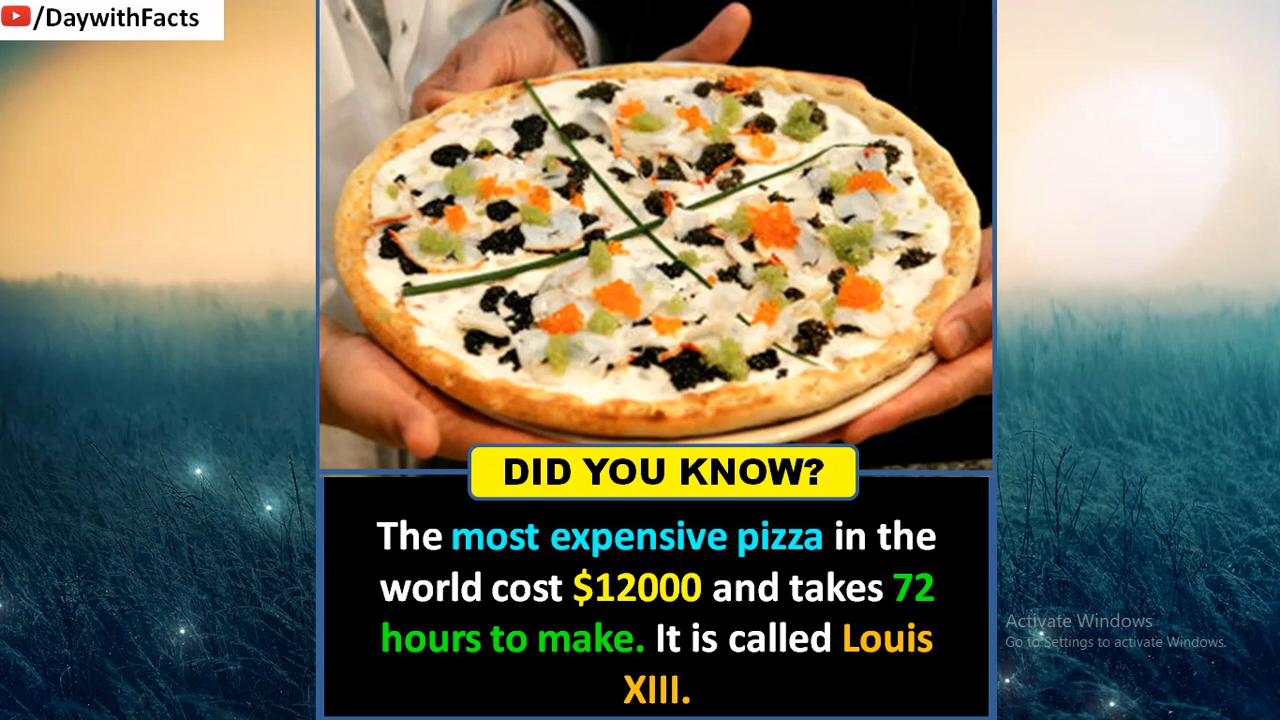 /DaywithFacts
DID YOU KNOW?
The most expensive pizza in the
world cost $12000 and takes 72
hours to make. It is called Louis
XIII.
Activate Windows
Go to Settings to activate Windows.